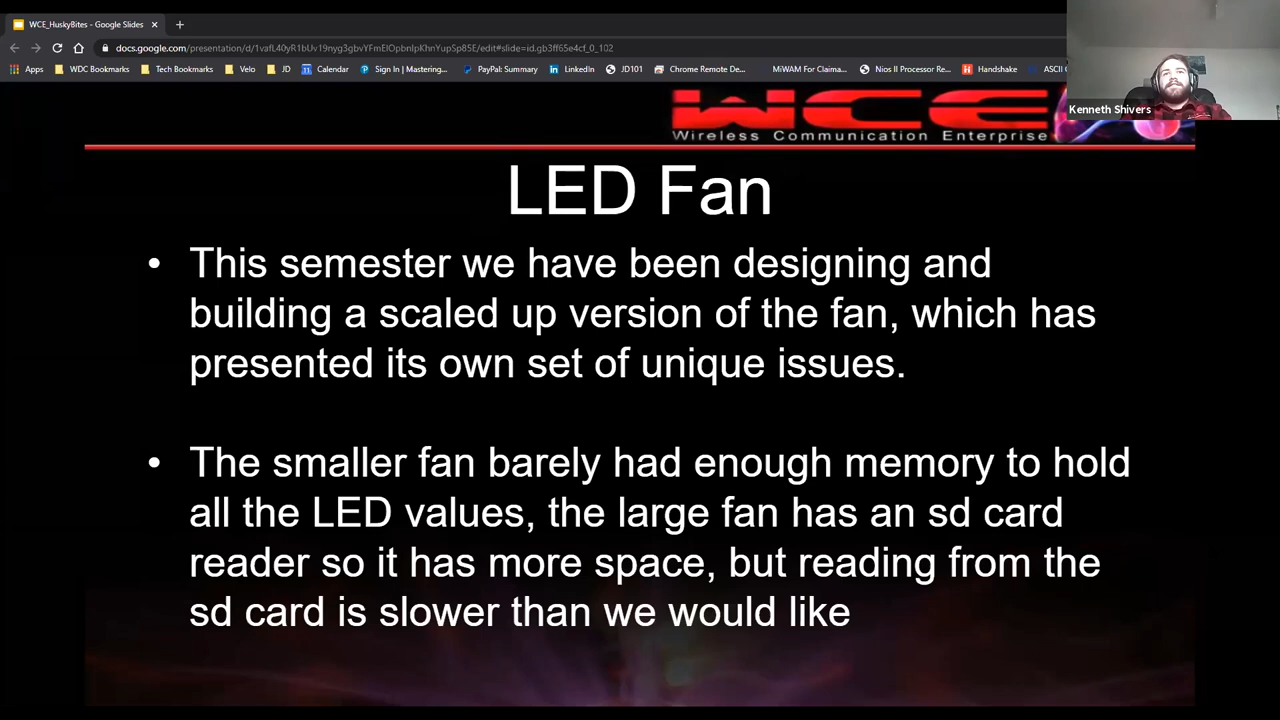 WCE_HuskyBites - Google Slides
docs.google.com/presentation/d/1vafL40yR1bUv19nyg3gbvYFmEIOpbnIpKhnYupSp85E/edit#slide=id.gb3ff65e4cf_0_102
Apps WDC Bookmarks Tech Bookmarks Velo JD Calendar Sign In | Mastering... PayPal: Summary LinkedIn JD101 Chrome Remote De... MiWAM For Claima... Nios II Processor Re... Handshake ASCII
Kenneth Shivers
WCE
Wireless Communication Enterprise
LED Fan
• This semester we have been designing and
building a scaled up version of the fan, which has
presented its own set of unique issues.
• The smaller fan barely had enough memory to hold
all the LED values, the large fan has an sd card
reader so it has more space, but reading from the
sd card is slower than we would like